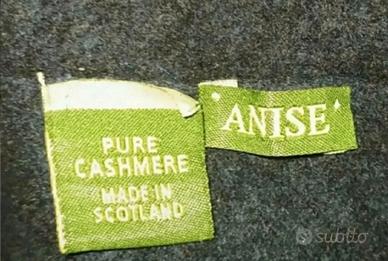 PURE
CASHMERE
MADE IN
SCOTLAND
'ANISE'
subito